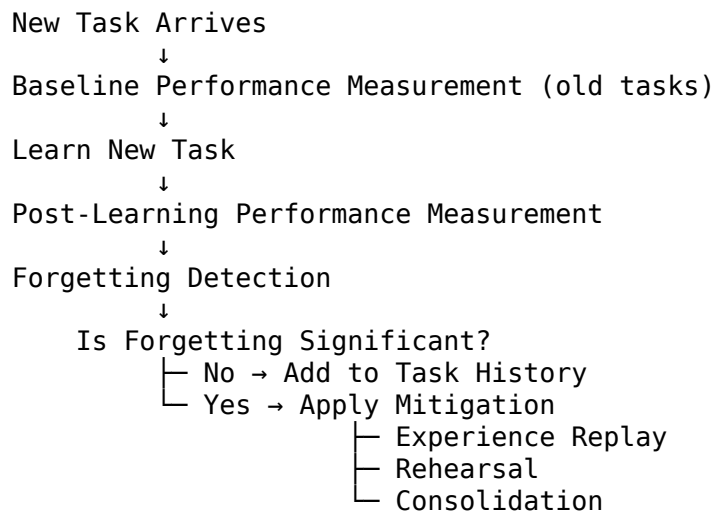 New Task Arrives
↓
Baseline Performance Measurement (old tasks)
↓
Learn New Task
↓
Post-Learning Performance Measurement
↓
Forgetting Detection
↓
Is Forgetting Significant?
├─ No → Add to Task History
└─ Yes → Apply Mitigation
├─ Experience Replay
├─ Rehearsal
└─ Consolidation